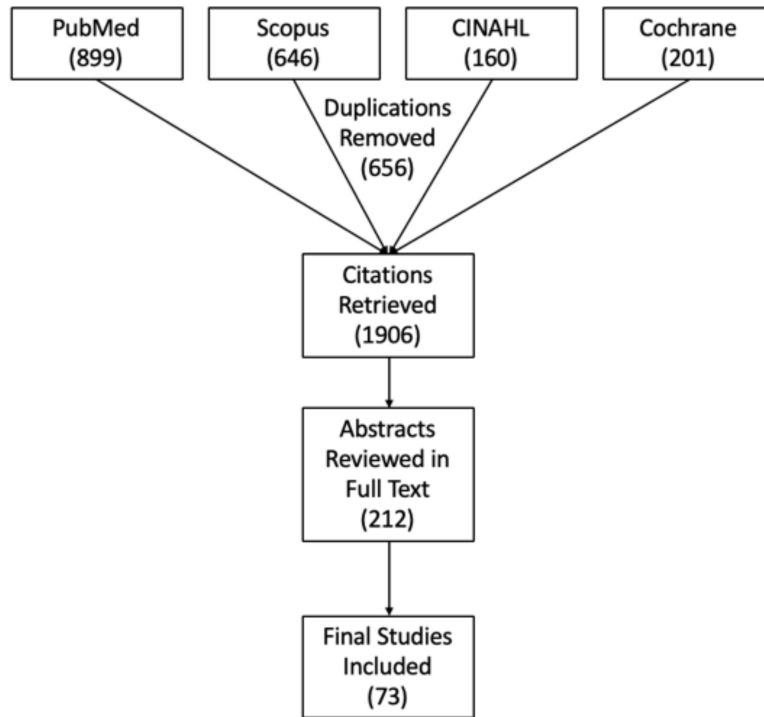 PubMed
(899)
Scopus
(646)
CINAHL
(160)
Cochrane
(201)
Duplications
Removed
(656)
Citations
Retrieved
(1906)
Abstracts
Reviewed in
Full Text
(212)
Final Studies
Included
(73)